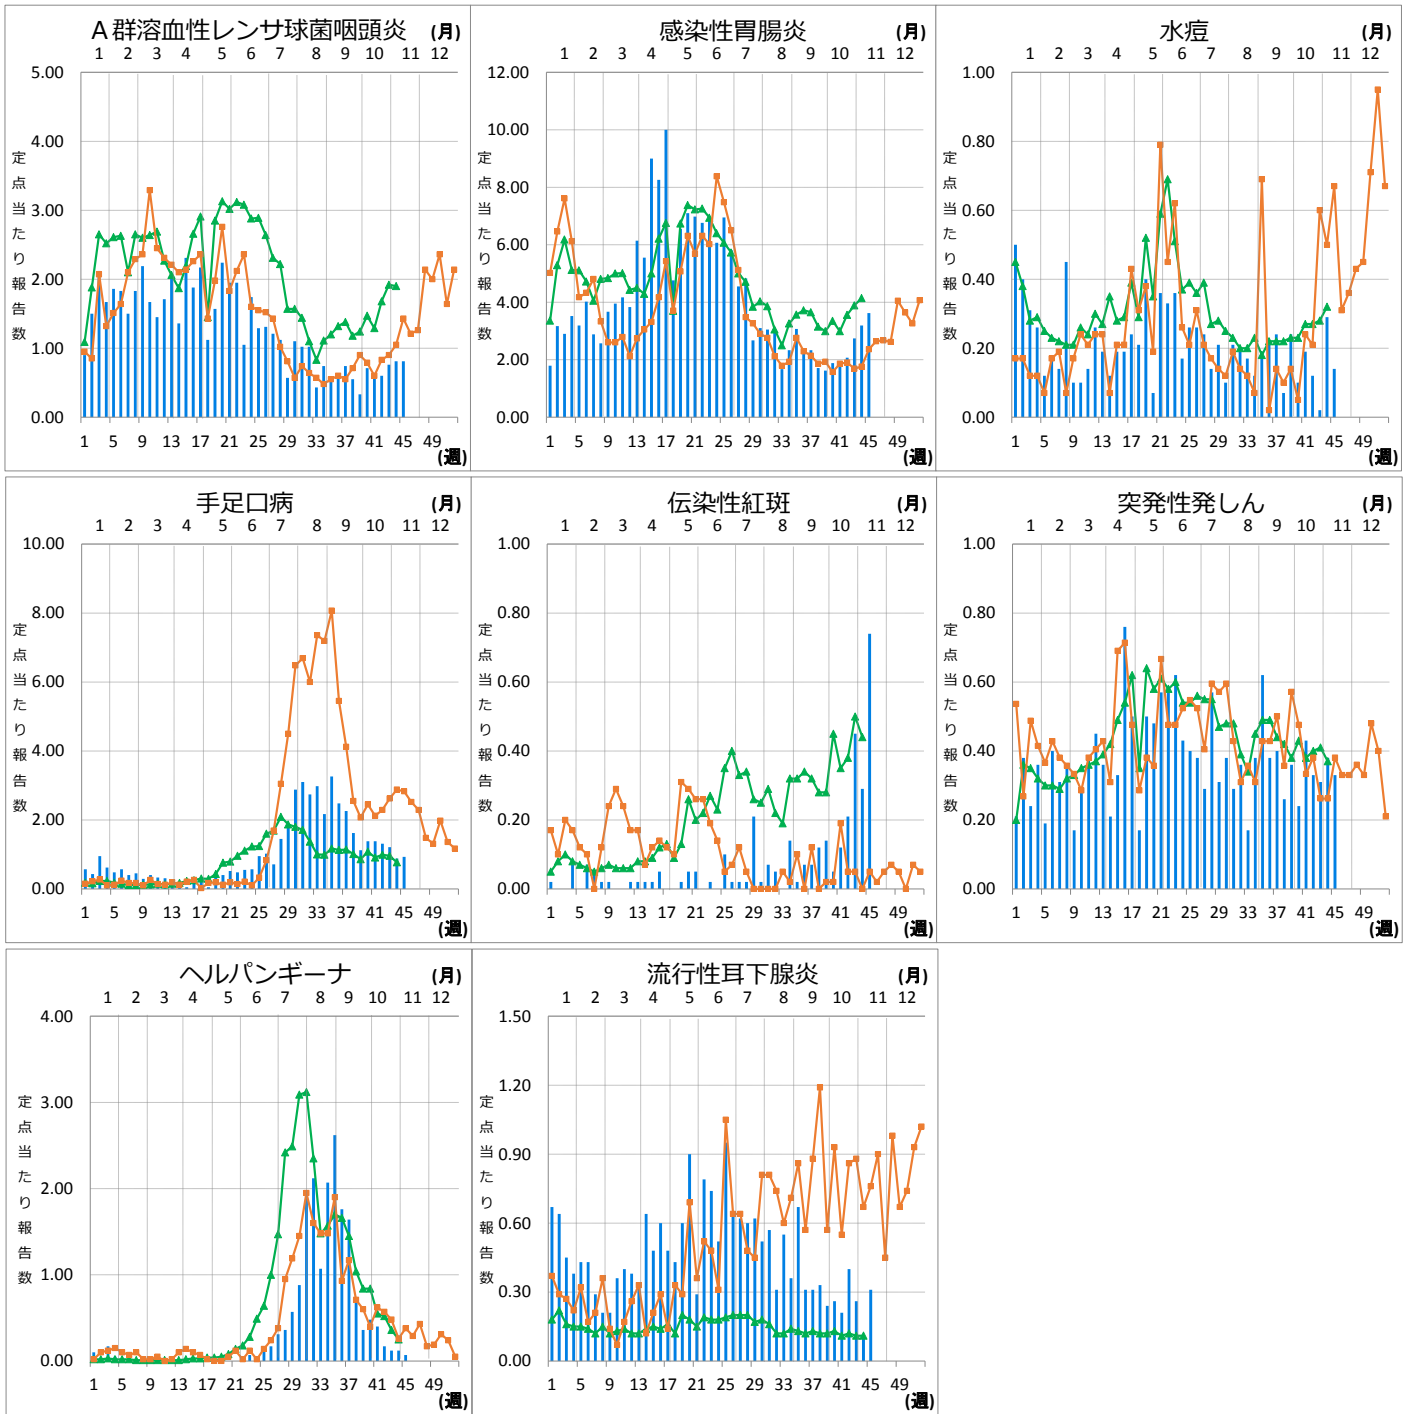 A群溶血性レンサ球菌咽頭炎 (月)
1 2 3 4 5 6 7 8 9 10 11 12
5.00
4.00
3.00
2.00
1.00
0.00
定点当たり報告数
1 5 9 13 17 21 25 29 33 37 41 45 49
(週)
感染性胃腸炎 (月)
1 2 3 4 5 6 7 8 9 10 11 12
12.00
10.00
8.00
6.00
4.00
2.00
0.00
定点当たり報告数
1 5 9 13 17 21 25 29 33 37 41 45 49
(週)
水痘 (月)
1 2 3 4 5 6 7 8 9 10 11 12
1.00
0.80
0.60
0.40
0.20
0.00
定点当たり報告数
1 5 9 13 17 21 25 29 33 37 41 45 49
(週)
手足口病 (月)
1 2 3 4 5 6 7 8 9 10 11 12
10.00
8.00
6.00
4.00
2.00
0.00
定点当たり報告数
1 5 9 13 17 21 25 29 33 37 41 45 49
(週)
伝染性紅斑 (月)
1 2 3 4 5 6 7 8 9 10 11 12
1.00
0.80
0.60
0.40
0.20
0.00
定点当たり報告数
1 5 9 13 17 21 25 29 33 37 41 45 49
(週)
突発性発しん (月)
1 2 3 4 5 6 7 8 9 10 11 12
1.00
0.80
0.60
0.40
0.20
0.00
定点当たり報告数
1 5 9 13 17 21 25 29 33 37 41 45 49
(週)
ヘルパンギーナ (月)
1 2 3 4 5 6 7 8 9 10 11 12
4.00
3.00
2.00
1.00
0.00
定点当たり報告数
1 5 9 13 17 21 25 29 33 37 41 45 49
(週)
流行性耳下腺炎 (月)
1 2 3 4 5 6 7 8 9 10 11 12
1.50
1.20
0.90
0.60
0.30
0.00
定点当たり報告数
1 5 9 13 17 21 25 29 33 37 41 45 49
(週)